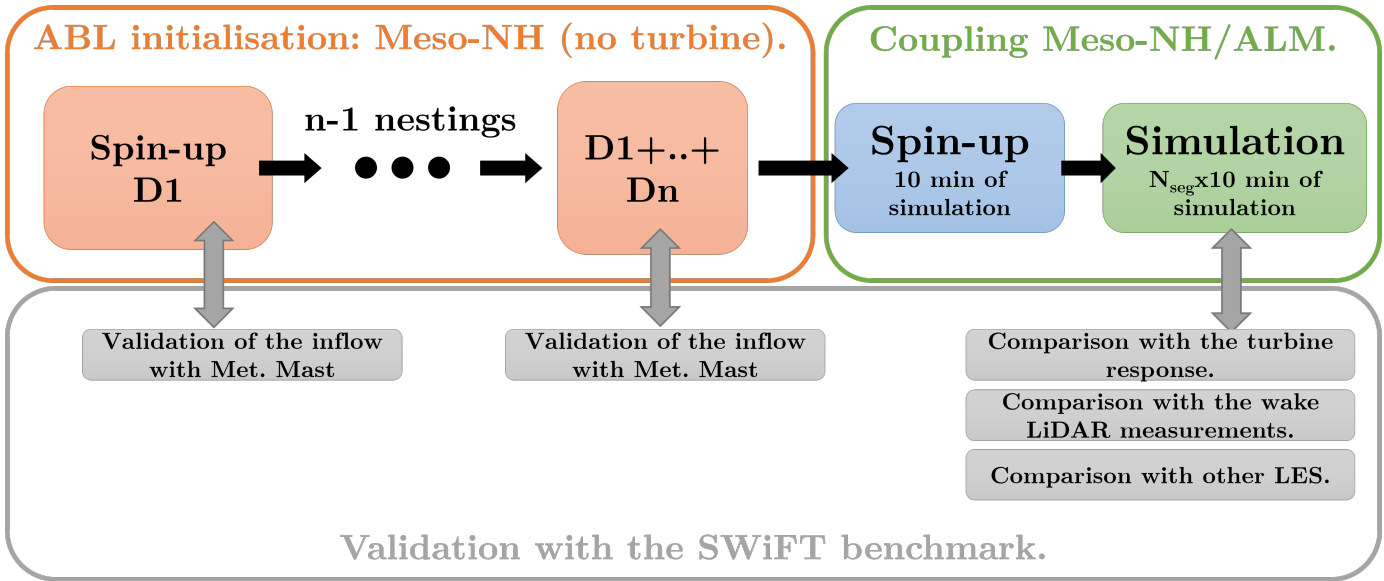 ABL initialisation: Meso-NH (no turbine).
Spin-up
D1
n-1 nestings
D1+..+
Dn
Coupling Meso-NH/ALM.
Spin-up
10 min of
simulation
Simulation
Nsegx10 min of
simulation
Validation of the inflow
with Met. Mast
Validation of the inflow
with Met. Mast
Comparison with the turbine
response.
Comparison with the wake
LiDAR measurements.
Comparison with other LES.
Validation with the SWiFT benchmark.